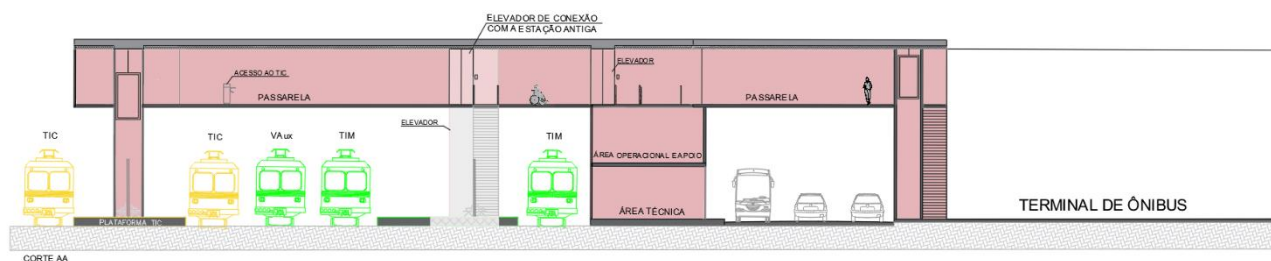 ELEVADOR DE CONEXÃO
COM A ESTAÇÃO ANTIGA
ACESSO AO TIC
ELEVADOR
PASSARELA
PASSARELA
ELEVADOR
TIC
TIC
VAux
TIM
TIM
ÁREA OPERACIONAL E APOIO
ÁREA TÉCNICA
TERMINAL DE ÔNIBUS
PLATAFORMA TIC
CORTE AA